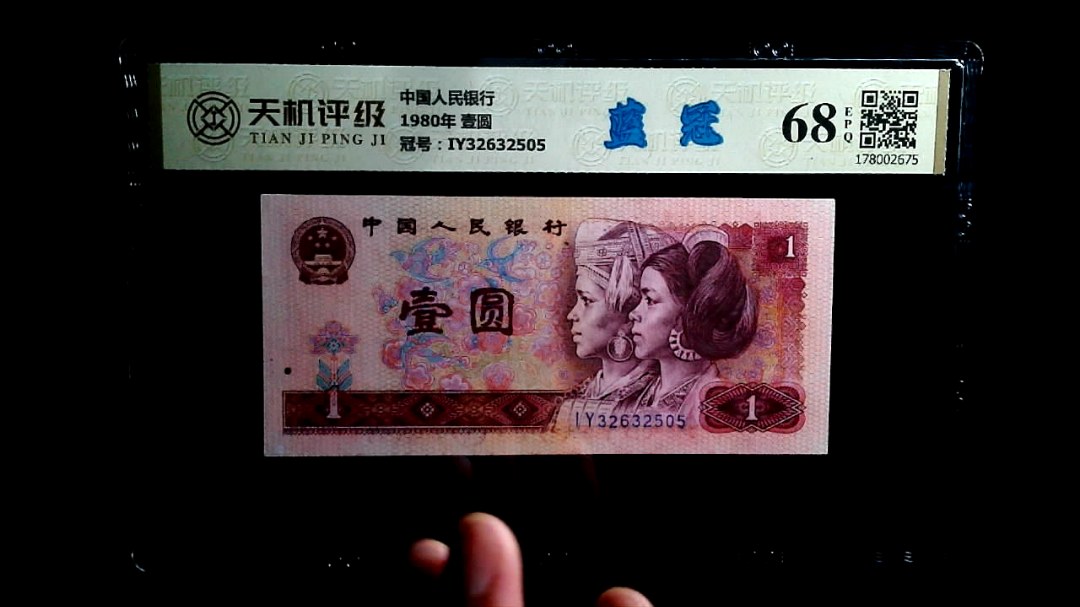 天机评级
TIAN JI PING JI
中国人民银行
1980年 壹圆
冠号：IY32632505
蓝冠
68
EPQ
178002675
中国人民银行
1
壹圆
1
IY32632505
1